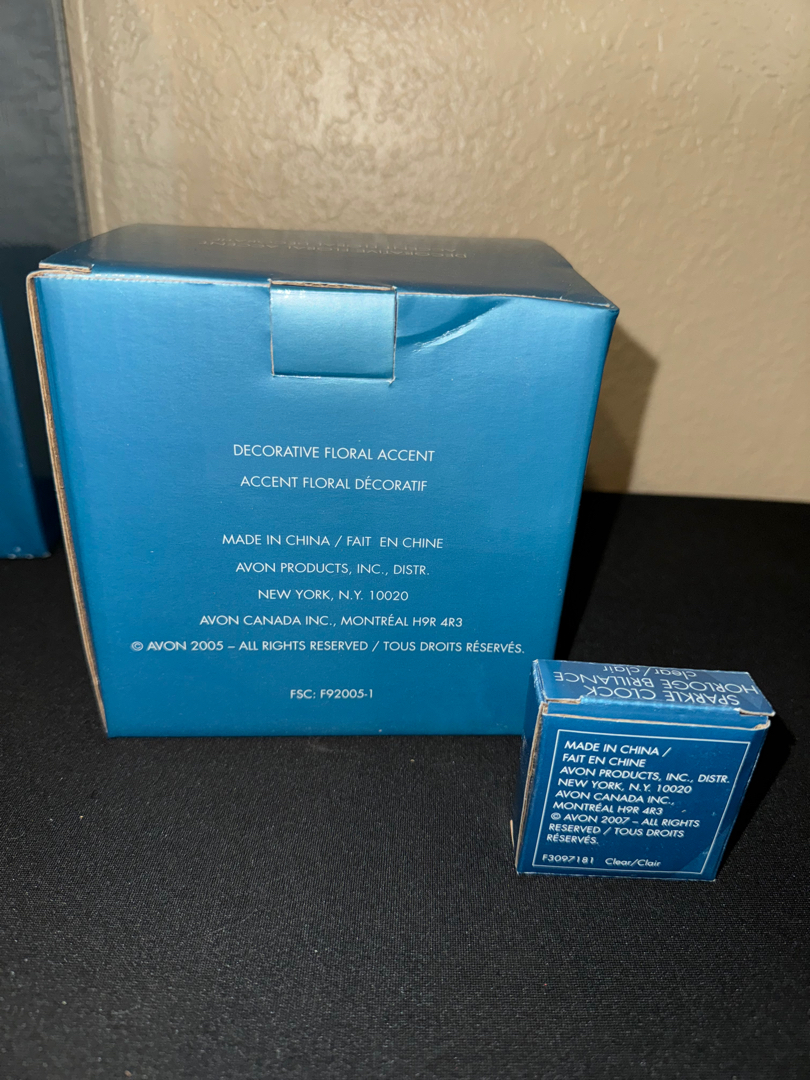 DECORATIVE FLORAL ACCENT
ACCENT FLORAL DÉCORATIF
MADE IN CHINA / FAIT EN CHINE
AVON PRODUCTS, INC., DISTR.
NEW YORK, N.Y. 10020
AVON CANADA INC., MONTRÉAL H9R 4R3
© AVON 2005 – ALL RIGHTS RESERVED / TOUS DROITS RÉSERVÉS.
FSC: F92005-1
SPARKLE CLOCK
HORLOGE BRILLANCE
clear/clair
MADE IN CHINA /
FAIT EN CHINE
AVON PRODUCTS, INC., DISTR.
NEW YORK, N.Y. 10020
AVON CANADA INC.,
MONTRÉAL H9R 4R3
© AVON 2007 – ALL RIGHTS
RESERVED / TOUS DROITS
RÉSERVÉS.
F3097181 Clear/Clair